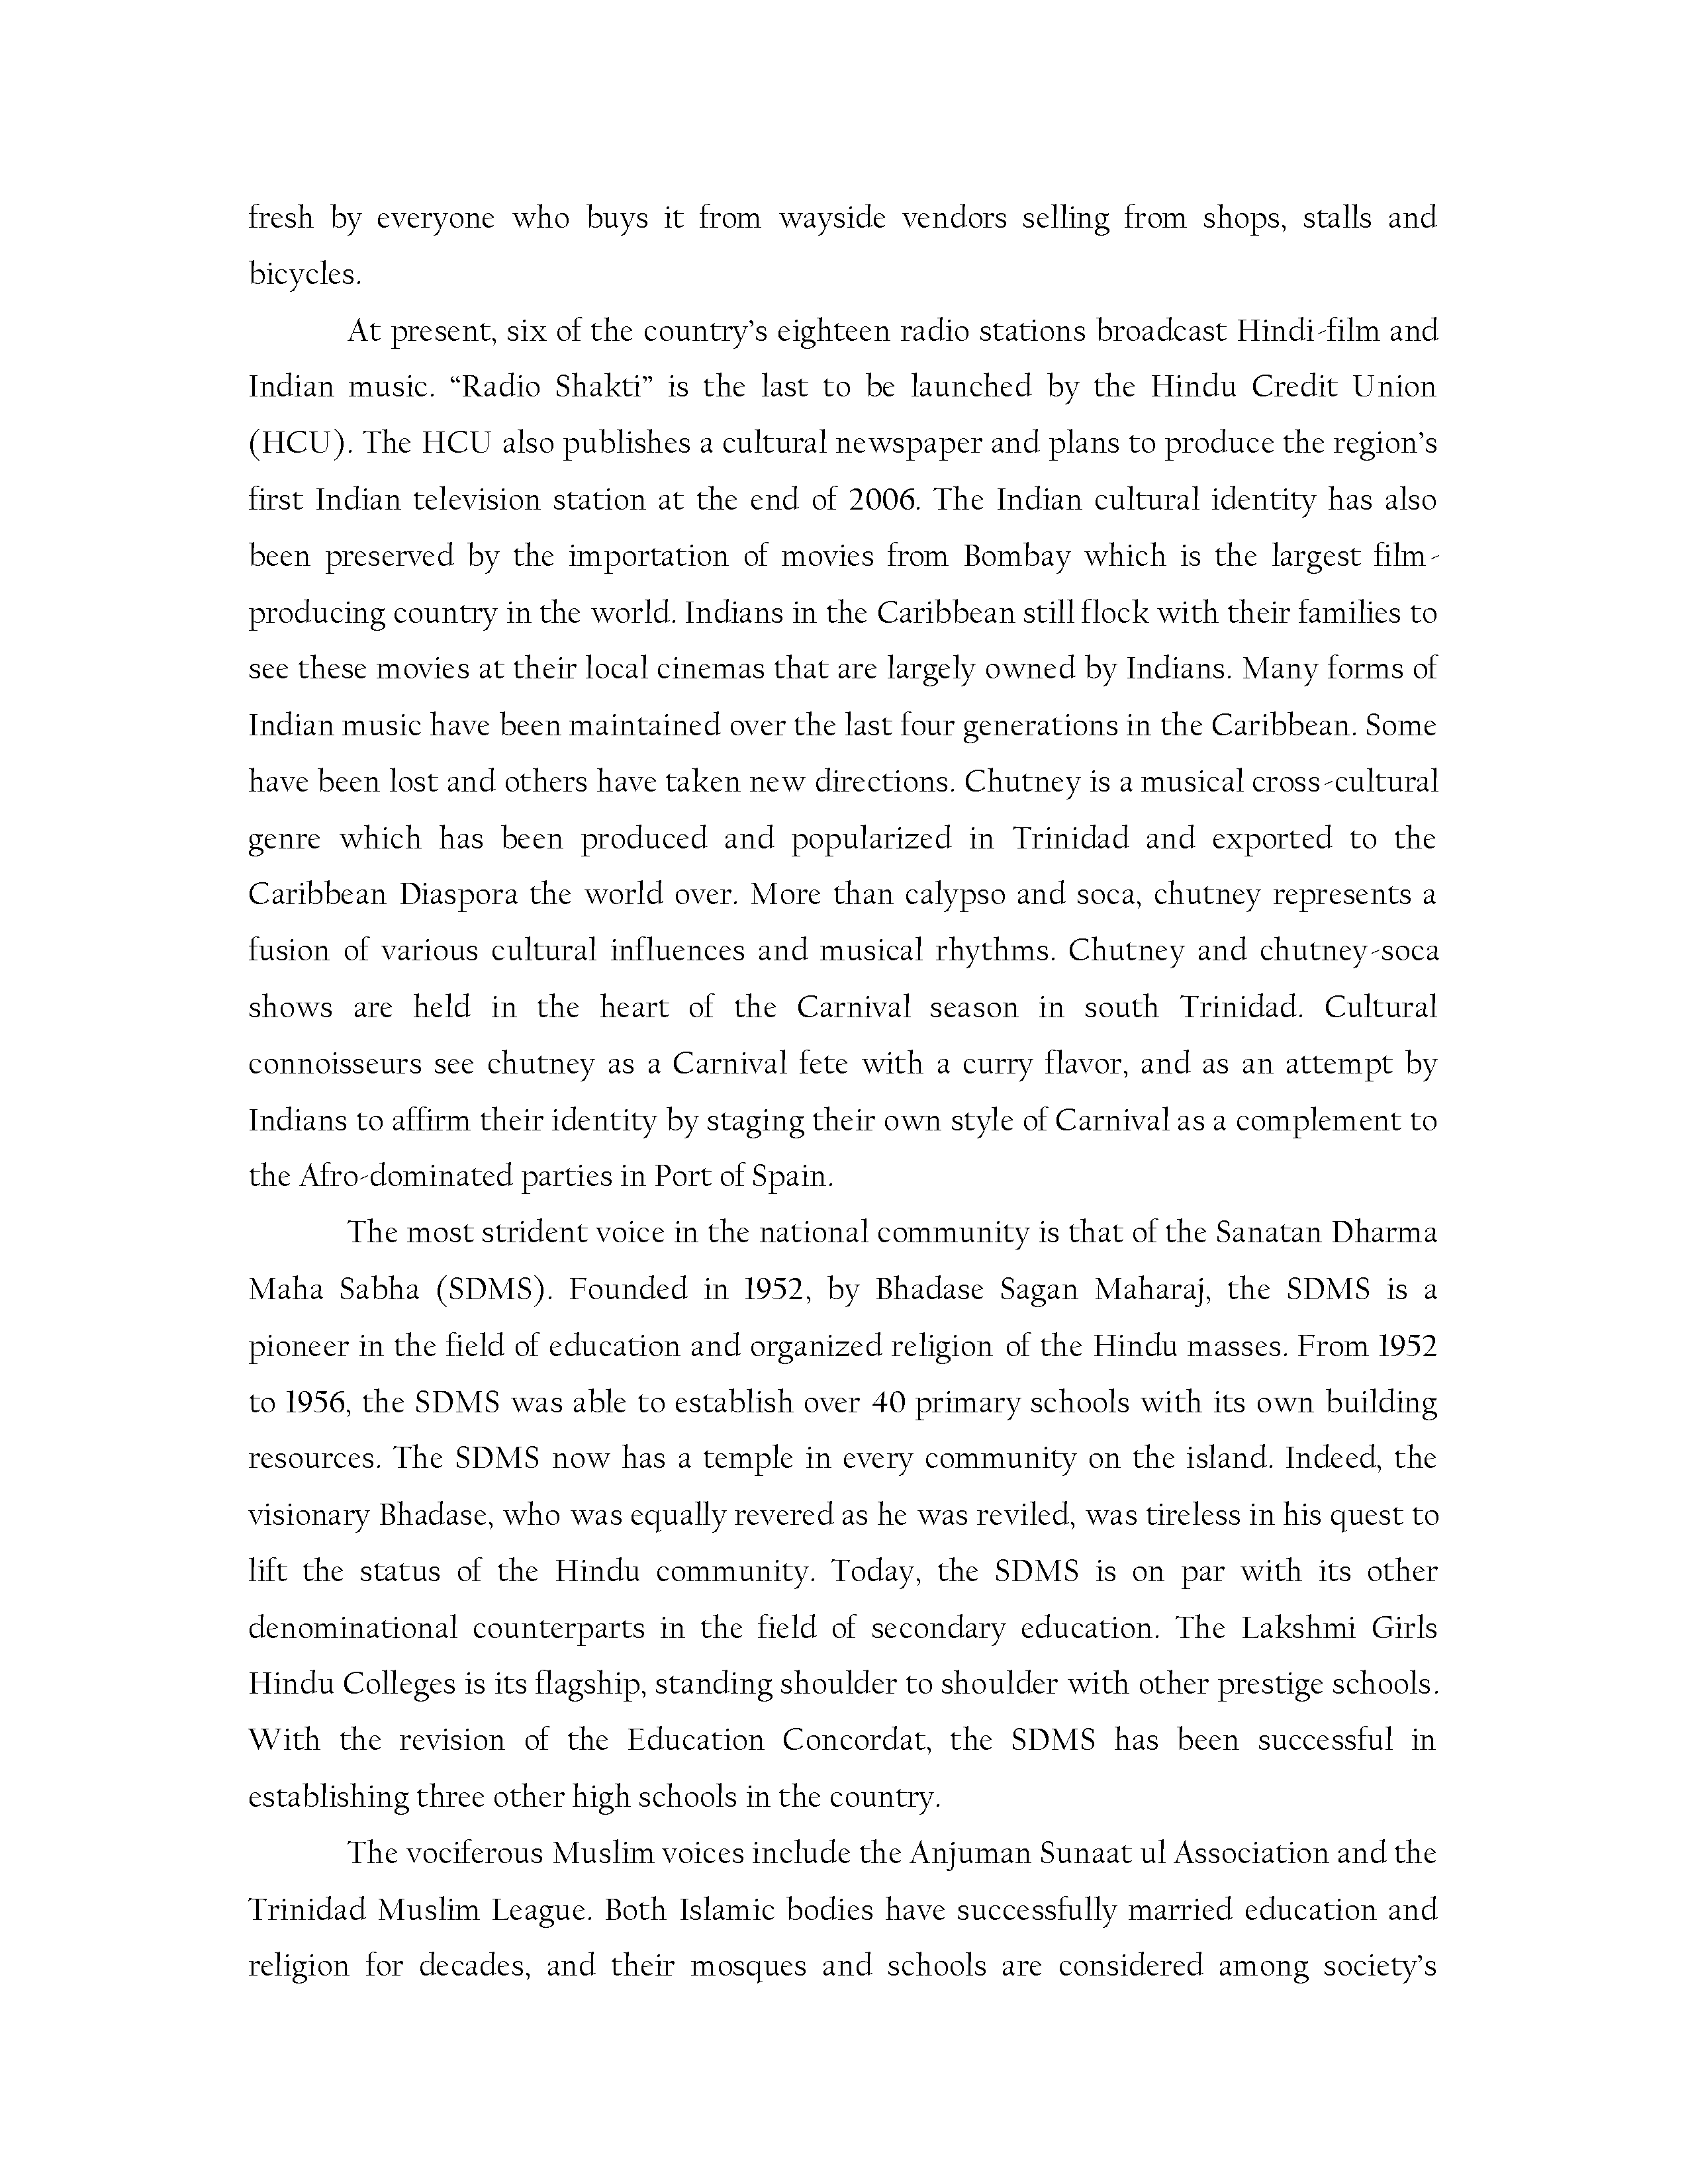 fresh by everyone who buys it from wayside vendors selling from shops, stalls and
bicycles.
At present, six of the country’s eighteen radio stations broadcast Hindi-film and
Indian music. “Radio Shakti” is the last to be launched by the Hindu Credit Union
(HCU). The HCU also publishes a cultural newspaper and plans to produce the region’s
first Indian television station at the end of 2006. The Indian cultural identity has also
been preserved by the importation of movies from Bombay which is the largest film-
producing country in the world. Indians in the Caribbean still flock with their families to
see these movies at their local cinemas that are largely owned by Indians. Many forms of
Indian music have been maintained over the last four generations in the Caribbean. Some
have been lost and others have taken new directions. Chutney is a musical cross-cultural
genre which has been produced and popularized in Trinidad and exported to the
Caribbean Diaspora the world over. More than calypso and soca, chutney represents a
fusion of various cultural influences and musical rhythms. Chutney and chutney-soca
shows are held in the heart of the Carnival season in south Trinidad. Cultural
connoisseurs see chutney as a Carnival fete with a curry flavor, and as an attempt by
Indians to affirm their identity by staging their own style of Carnival as a complement to
the Afro-dominated parties in Port of Spain.
The most strident voice in the national community is that of the Sanatan Dharma
Maha Sabha (SDMS). Founded in 1952, by Bhadase Sagan Maharaj, the SDMS is a
pioneer in the field of education and organized religion of the Hindu masses. From 1952
to 1956, the SDMS was able to establish over 40 primary schools with its own building
resources. The SDMS now has a temple in every community on the island. Indeed, the
visionary Bhadase, who was equally revered as he was reviled, was tireless in his quest to
lift the status of the Hindu community. Today, the SDMS is on par with its other
denominational counterparts in the field of secondary education. The Lakshmi Girls
Hindu Colleges is its flagship, standing shoulder to shoulder with other prestige schools.
With the revision of the Education Concordat, the SDMS has been successful in
establishing three other high schools in the country.
The vociferous Muslim voices include the Anjuman Sunaat ul Association and the
Trinidad Muslim League. Both Islamic bodies have successfully married education and
religion for decades, and their mosques and schools are considered among society’s